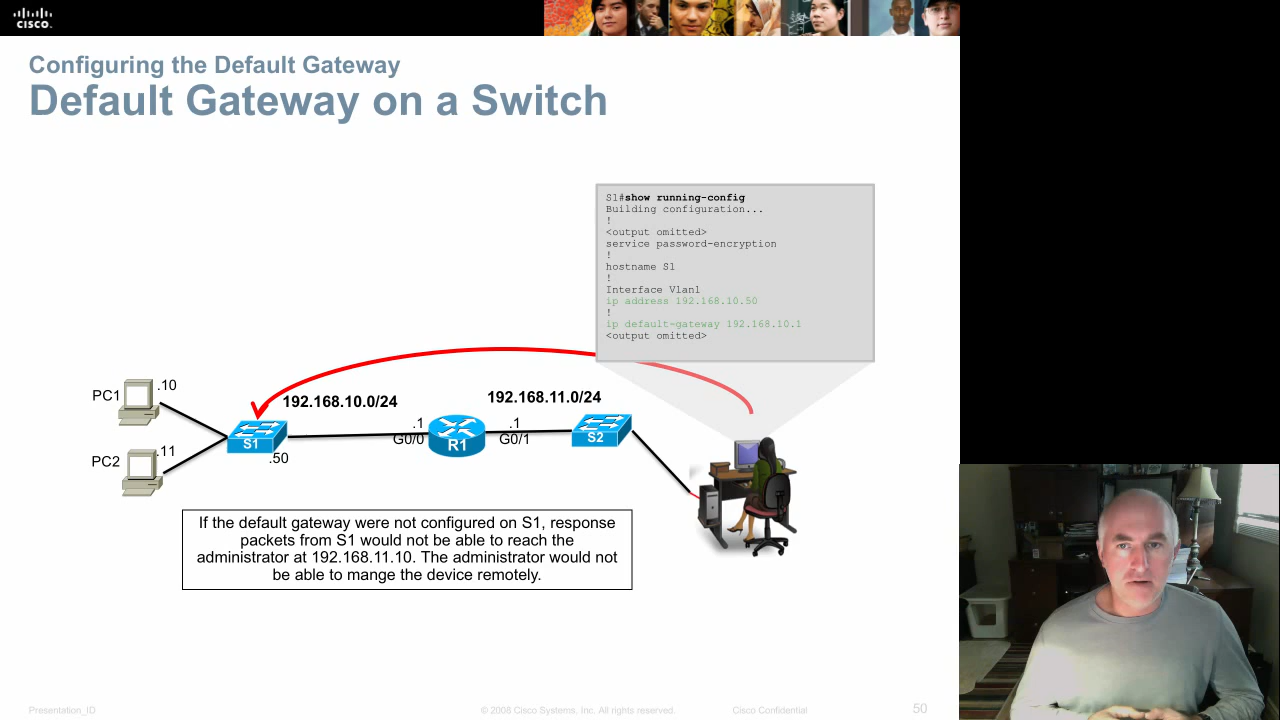 CISCO
Configuring the Default Gateway
Default Gateway on a Switch
S1#show running-config
Building configuration...
!
<output omitted>
service password-encryption
!
hostname S1
!
Interface Vlan1
ip address 192.168.10.50
!
ip default-gateway 192.168.10.1
<output omitted>
PC1
.10
192.168.10.0/24
192.168.11.0/24
.1
G0/0
R1
.1
G0/1
S2
S1
.50
PC2
.11
If the default gateway were not configured on S1, response
packets from S1 would not be able to reach the
administrator at 192.168.11.10. The administrator would not
be able to mange the device remotely.
Presentation_ID
© 2008 Cisco Systems, Inc. All rights reserved.
Cisco Confidential
50